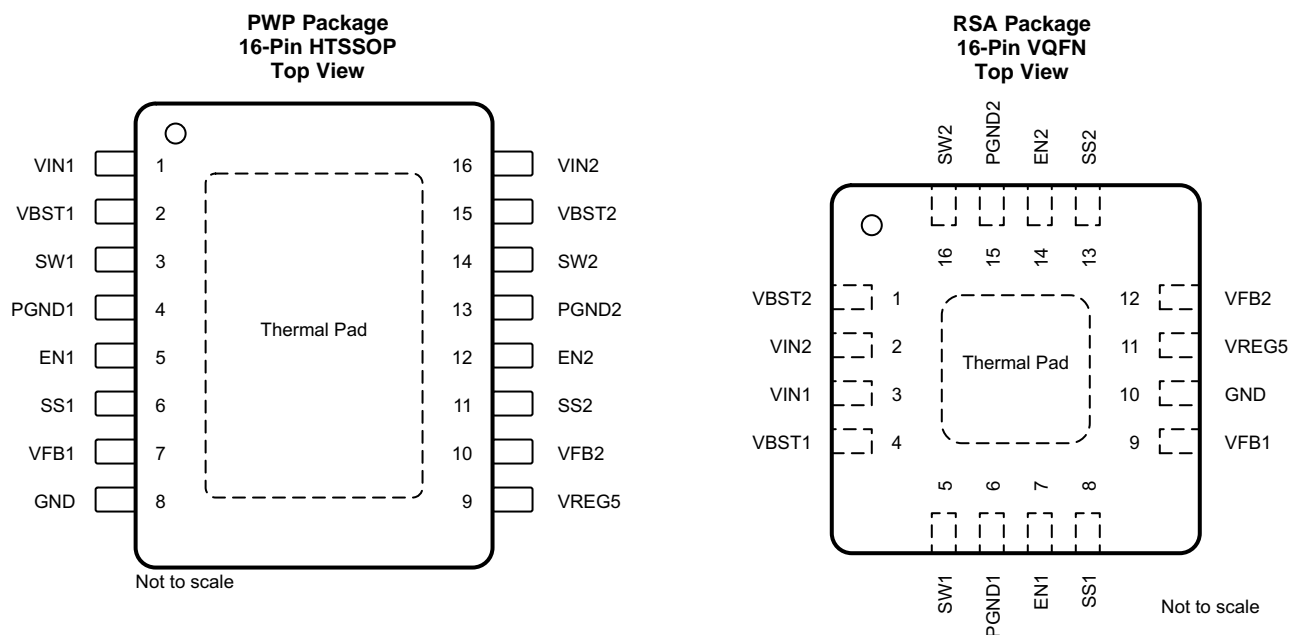 PWP Package
16-Pin HTSSOP
Top View
VIN1 1 16 VIN2
VBST1 2 15 VBST2
SW1 3 14 SW2
PGND1 4 13 PGND2
Thermal Pad
EN1 5 12 EN2
SS1 6 11 SS2
VFB1 7 10 VFB2
GND 8 9 VREG5
Not to scale
RSA Package
16-Pin VQFN
Top View
SW2 PGND2 EN2 SS2
16 15 14 13
VBST2 1 12 VFB2
VIN2 2 11 VREG5
Thermal Pad
VIN1 3 10 GND
VBST1 4 9 VFB1
5 6 7 8
SW1 PGND1 EN1 SS1
Not to scale